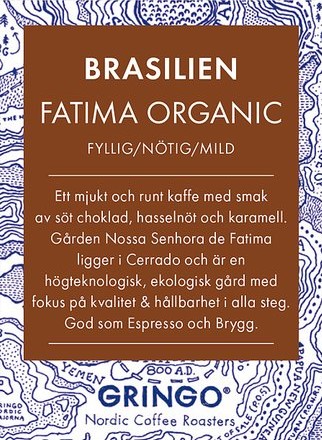 BRASILIEN
FATIMA ORGANIC
FYLLIG/NÖTIG/MILD
Ett mjukt och runt kaffe med smak
av söt choklad, hasselnöt och karamell.
Gården Nossa Senhora de Fatima
ligger i Cerrado och är en
högteknologisk, ekologisk gård med
fokus på kvalitet & hållbarhet i alla steg.
God som Espresso och Brygg.
YEMEN
800 A.D.
GRINGO®
Nordic Coffee Roasters